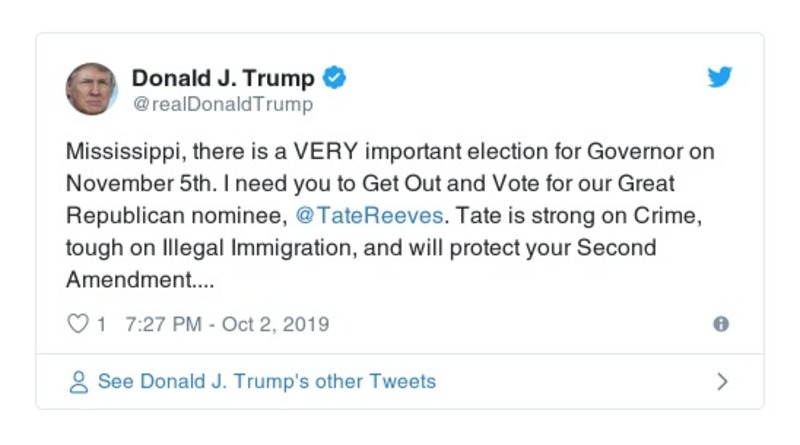 Donald J. Trump
@realDonaldTrump
Mississippi, there is a VERY important election for Governor on
November 5th. I need you to Get Out and Vote for our Great
Republican nominee, @TateReeves. Tate is strong on Crime,
tough on Illegal Immigration, and will protect your Second
Amendment....
1 7:27 PM - Oct 2, 2019
See Donald J. Trump's other Tweets